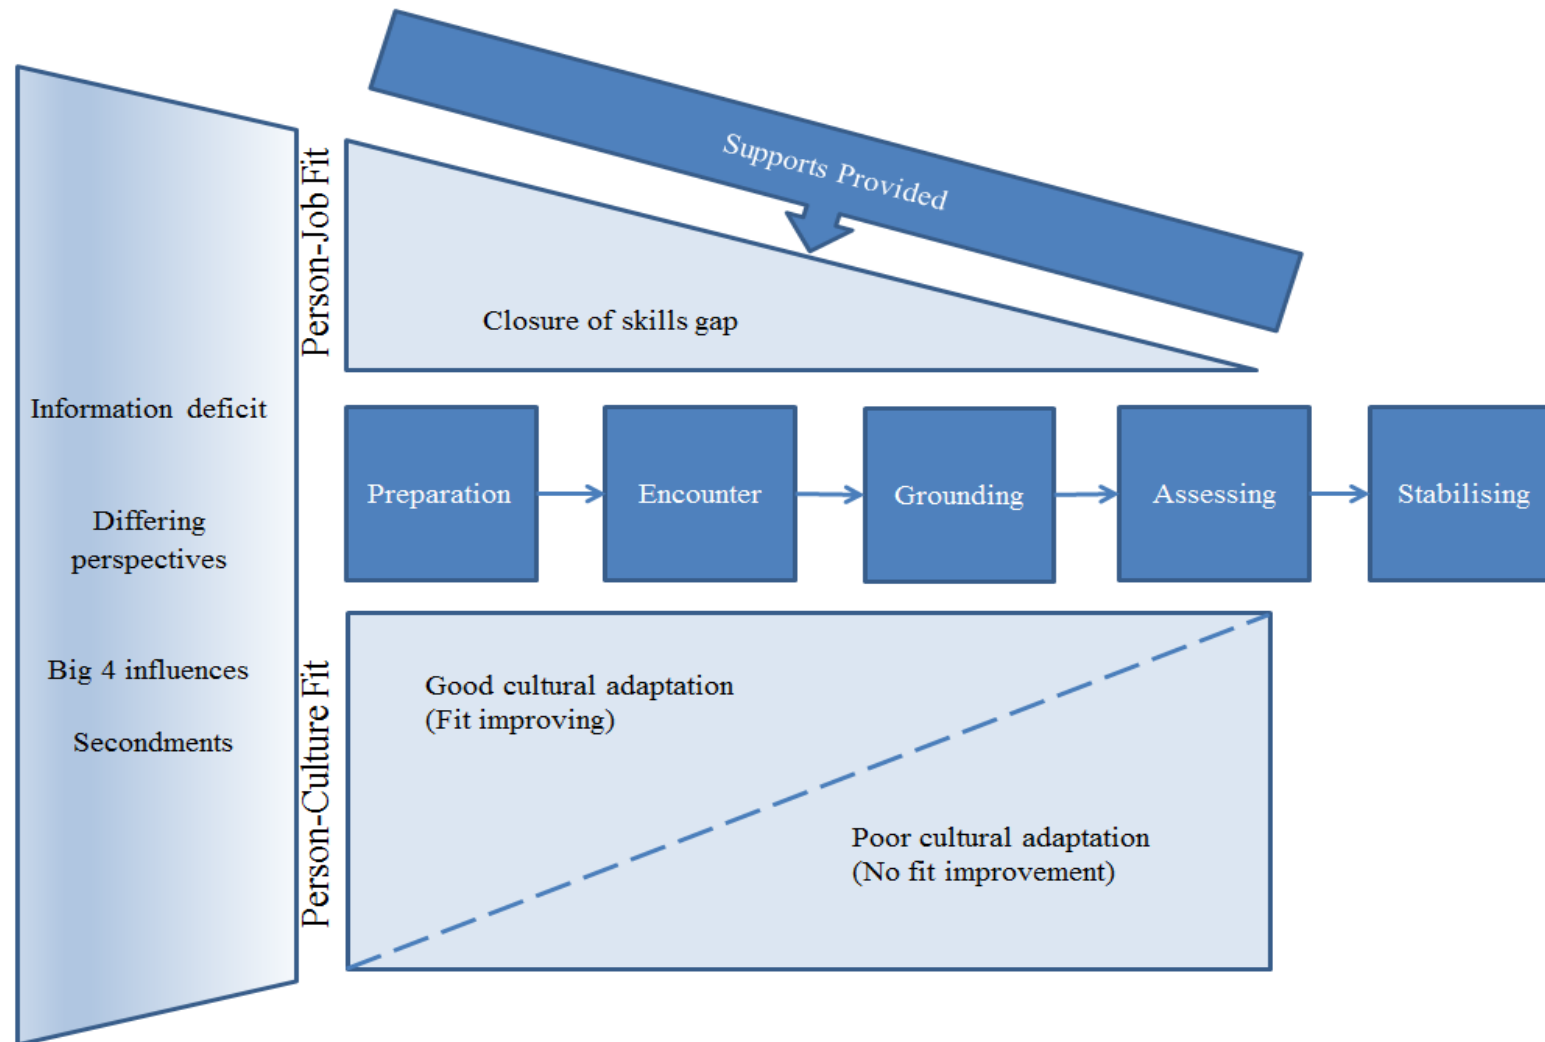 Supports Provided
Person-Job Fit
Closure of skills gap
Information deficit
Differing
perspectives
Big 4 influences
Secondments
Preparation
Encounter
Grounding
Assessing
Stabilising
Person-Culture Fit
Good cultural adaptation
(Fit improving)
Poor cultural adaptation
(No fit improvement)